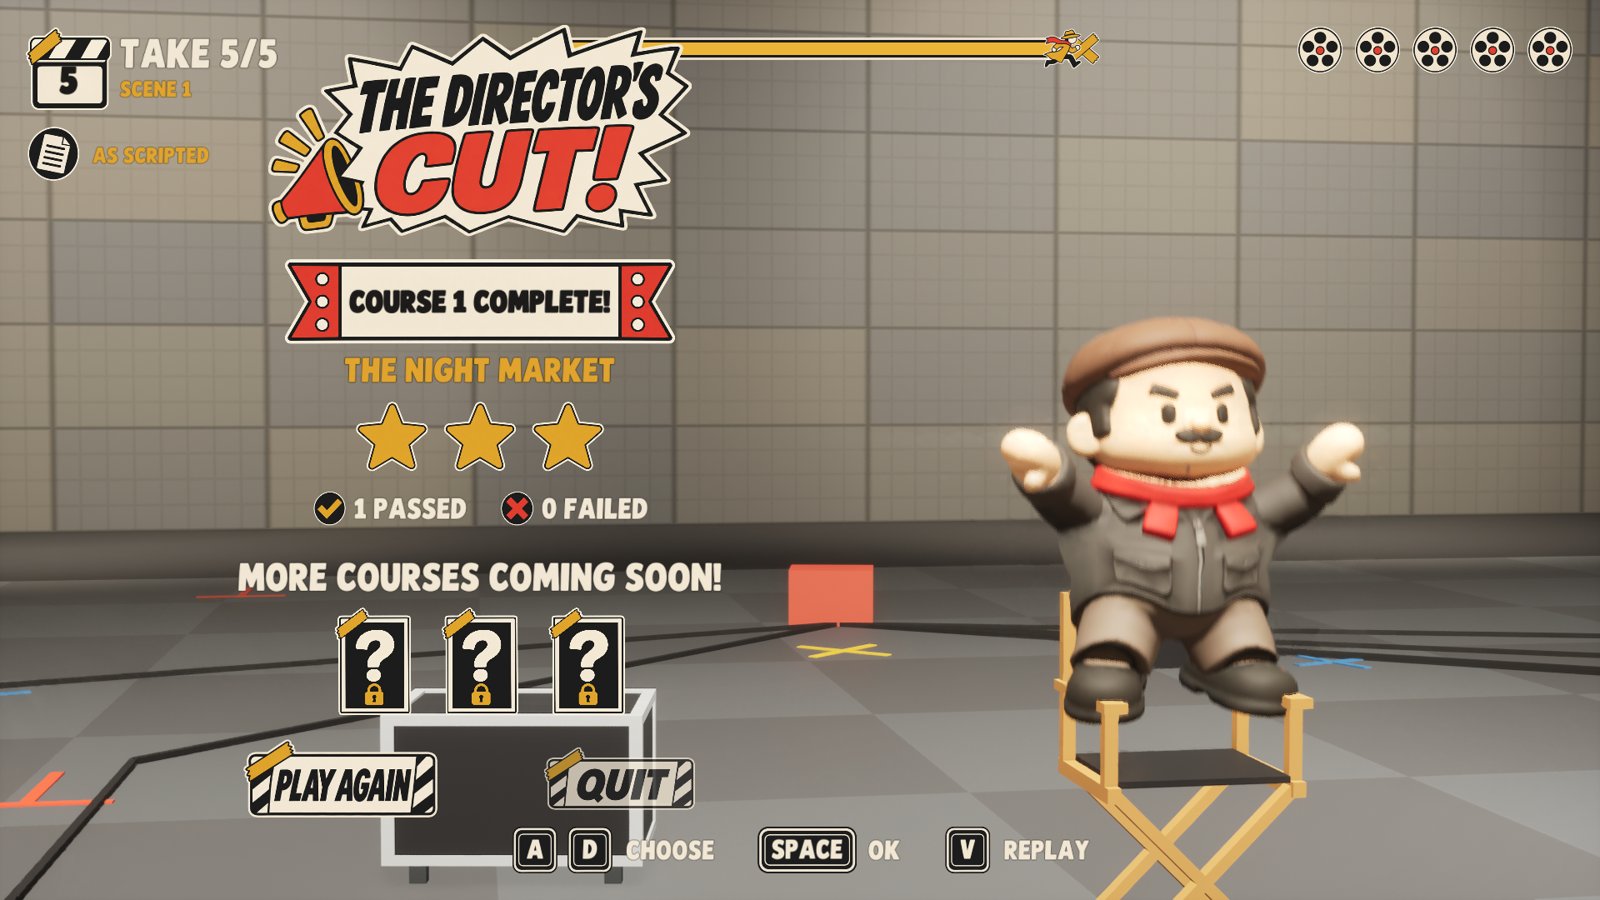 5
TAKE 5/5
SCENE 1
AS SCRIPTED
THE DIRECTOR'S
CUT!
COURSE 1 COMPLETE!
THE NIGHT MARKET
1 PASSED
0 FAILED
MORE COURSES COMING SOON!
? ? ?
PLAY AGAIN
QUIT
A D CHOOSE
SPACE OK
V REPLAY